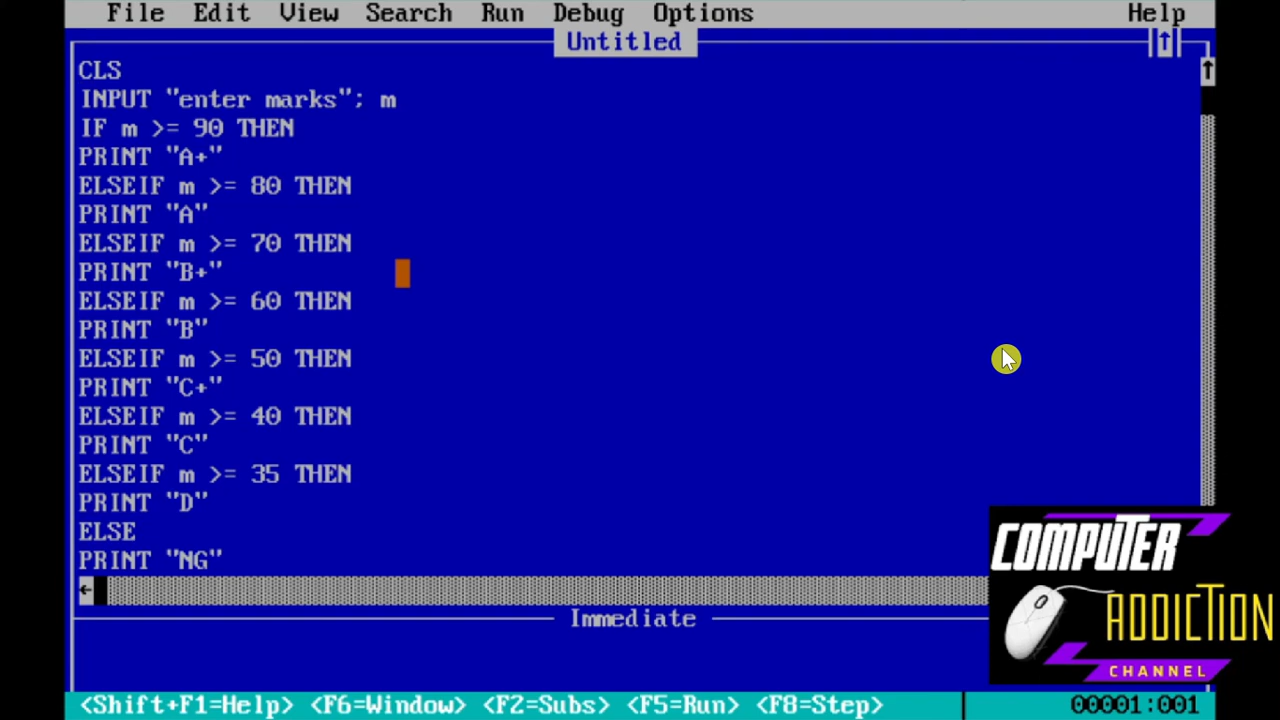 File Edit View Search Run Debug Options Help
Untitled
CLS
INPUT "enter marks"; m
IF m >= 90 THEN
PRINT "A+"
ELSEIF m >= 80 THEN
PRINT "A"
ELSEIF m >= 70 THEN
PRINT "B+"
ELSEIF m >= 60 THEN
PRINT "B"
ELSEIF m >= 50 THEN
PRINT "C+"
ELSEIF m >= 40 THEN
PRINT "C"
ELSEIF m >= 35 THEN
PRINT "D"
ELSE
PRINT "NG"
Immediate
COMPUTER
ADDICTION
CHANNEL
<Shift+F1=Help> <F6=Window> <F2=Subs> <F5=Run> <F8=Step> 00001:001